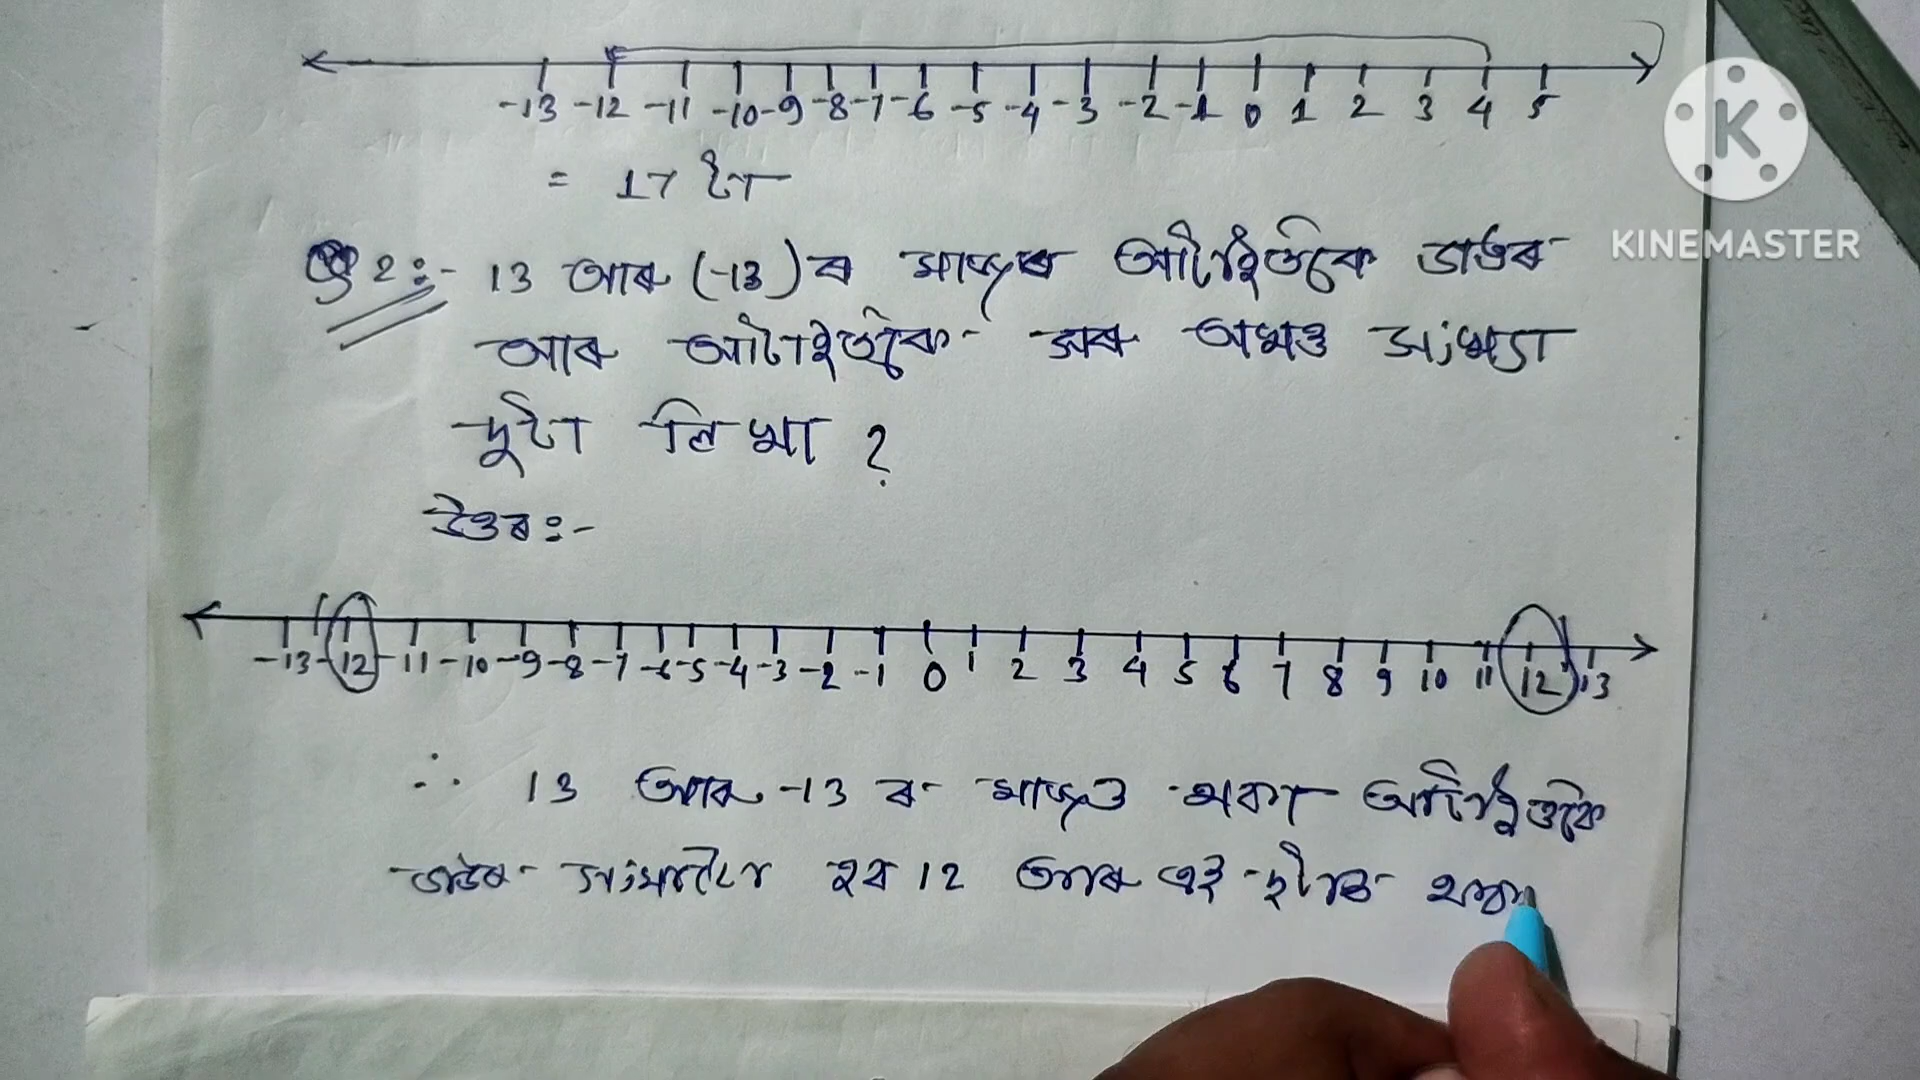 -13 -12 -11 -10 -9 -8 -7 -6 -5 -4 -3 -2 -1 0 1 2 3 4 5
= 17 টা
K
KINEMASTER
Q 2:- 13 আৰু (-13) ৰ মাজৰ আটাইতকৈ ডাঙৰ
আৰু আটাইতকৈ সৰু অখণ্ড সংখ্যা
দুটা লিখা ?
উত্তৰঃ-
-13 -12 -11 -10 -9 -8 -7 -6 -5 -4 -3 -2 -1 0 1 2 3 4 5 6 7 8 9 10 11 12 13
∴ 13 আৰু -13 ৰ মাজত থকা আটাইতকৈ
ডাঙৰ সংখ্যাটো হব 12 আৰু